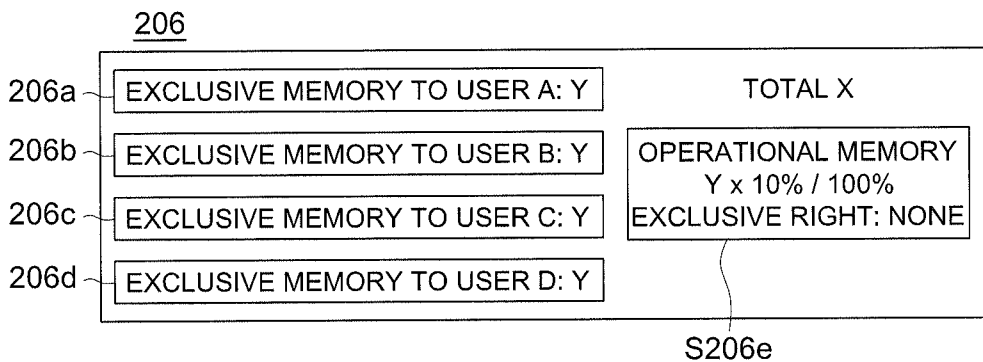 206
206a
EXCLUSIVE MEMORY TO USER A: Y
206b
EXCLUSIVE MEMORY TO USER B: Y
206c
EXCLUSIVE MEMORY TO USER C: Y
206d
EXCLUSIVE MEMORY TO USER D: Y
TOTAL X
OPERATIONAL MEMORY
Y x 10% / 100%
EXCLUSIVE RIGHT: NONE
S206e